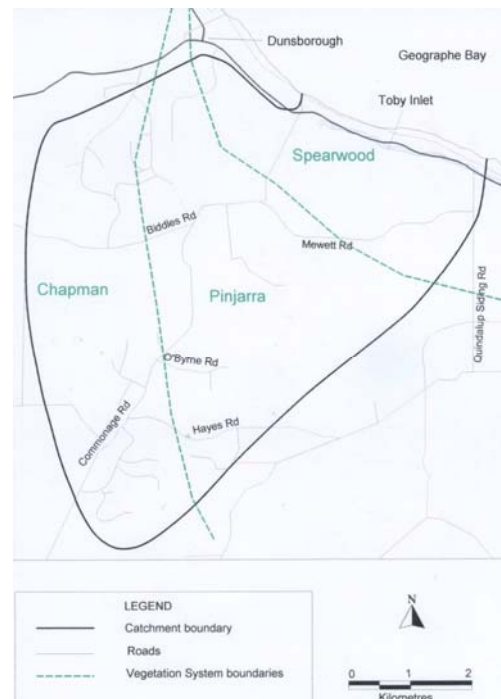 Dunsborough
Geographe Bay
Toby Inlet
Spearwood
Biddles Rd
Mewett Rd
Chapman
Pinjarra
Quindalup Siding Rd
O'Byrne Rd
Commonage Rd
Hayes Rd
LEGEND
Catchment boundary
Roads
Vegetation System boundaries
N
0 1 2
Kilometres